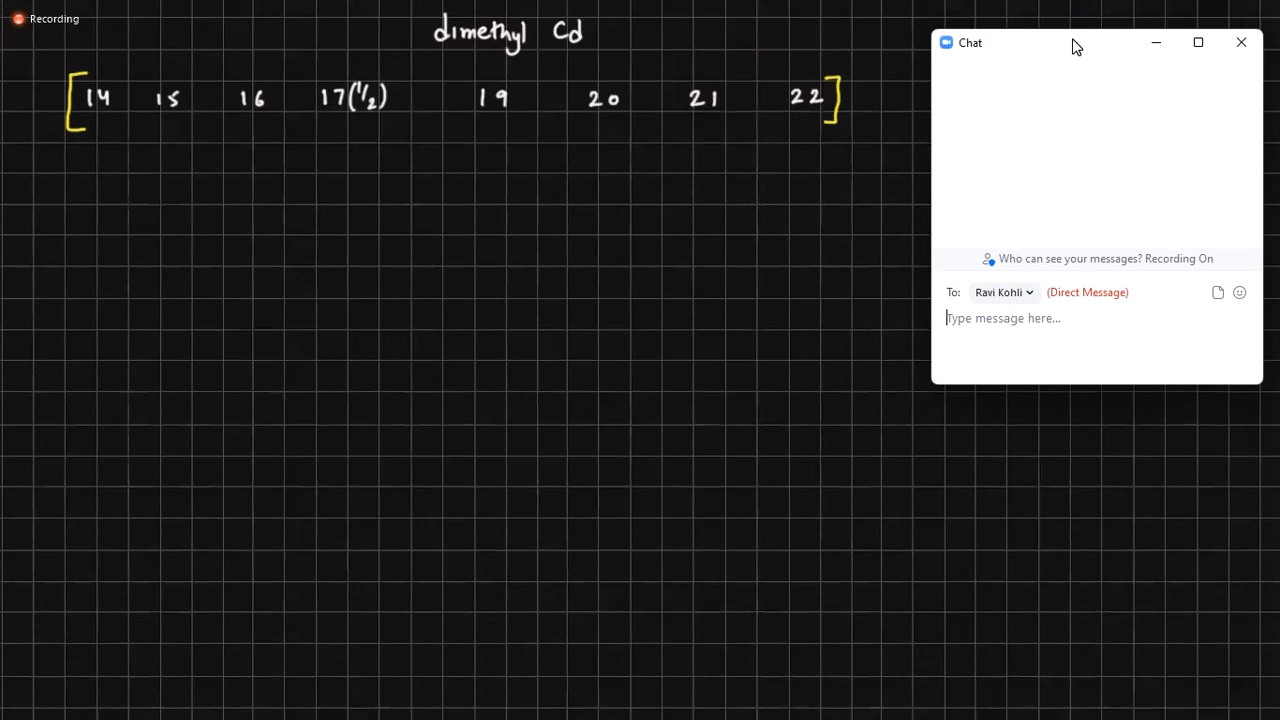 Recording
dimethyl Cd
[14 15 16 17(1/2) 19 20 21 22]
Chat
Who can see your messages? Recording On
To: Ravi Kohli (Direct Message)
Type message here...